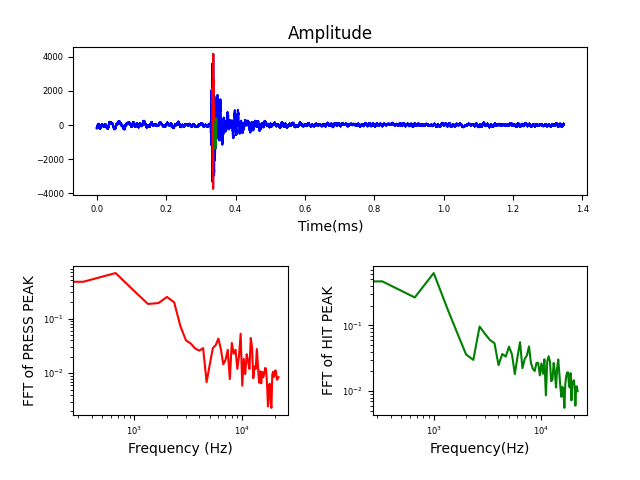 Amplitude
4000
2000
0
−2000
−4000
0.0 0.2 0.4 0.6 0.8 1.0 1.2 1.4
Time(ms)
FFT of PRESS PEAK
10⁻¹
10⁻²
10³ 10⁴
Frequency (Hz)
FFT of HIT PEAK
10⁻¹
10⁻²
10³ 10⁴
Frequency(Hz)